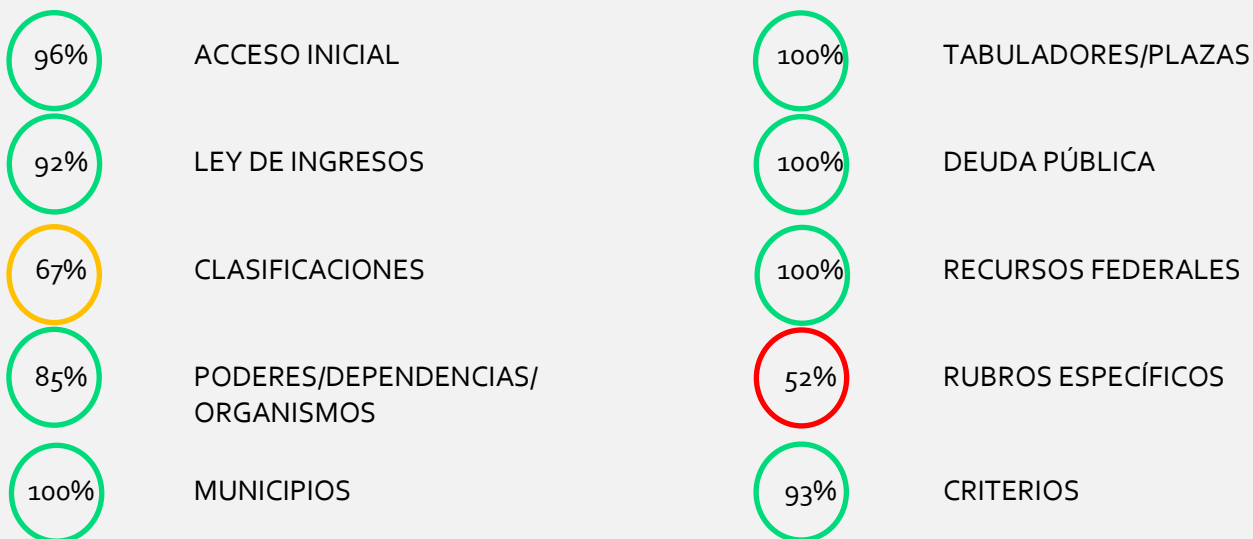 96% ACCESO INICIAL
92% LEY DE INGRESOS
67% CLASIFICACIONES
85% PODERES/DEPENDENCIAS/
ORGANISMOS
100% MUNICIPIOS
100% TABULADORES/PLAZAS
100% DEUDA PÚBLICA
100% RECURSOS FEDERALES
52% RUBROS ESPECÍFICOS
93% CRITERIOS